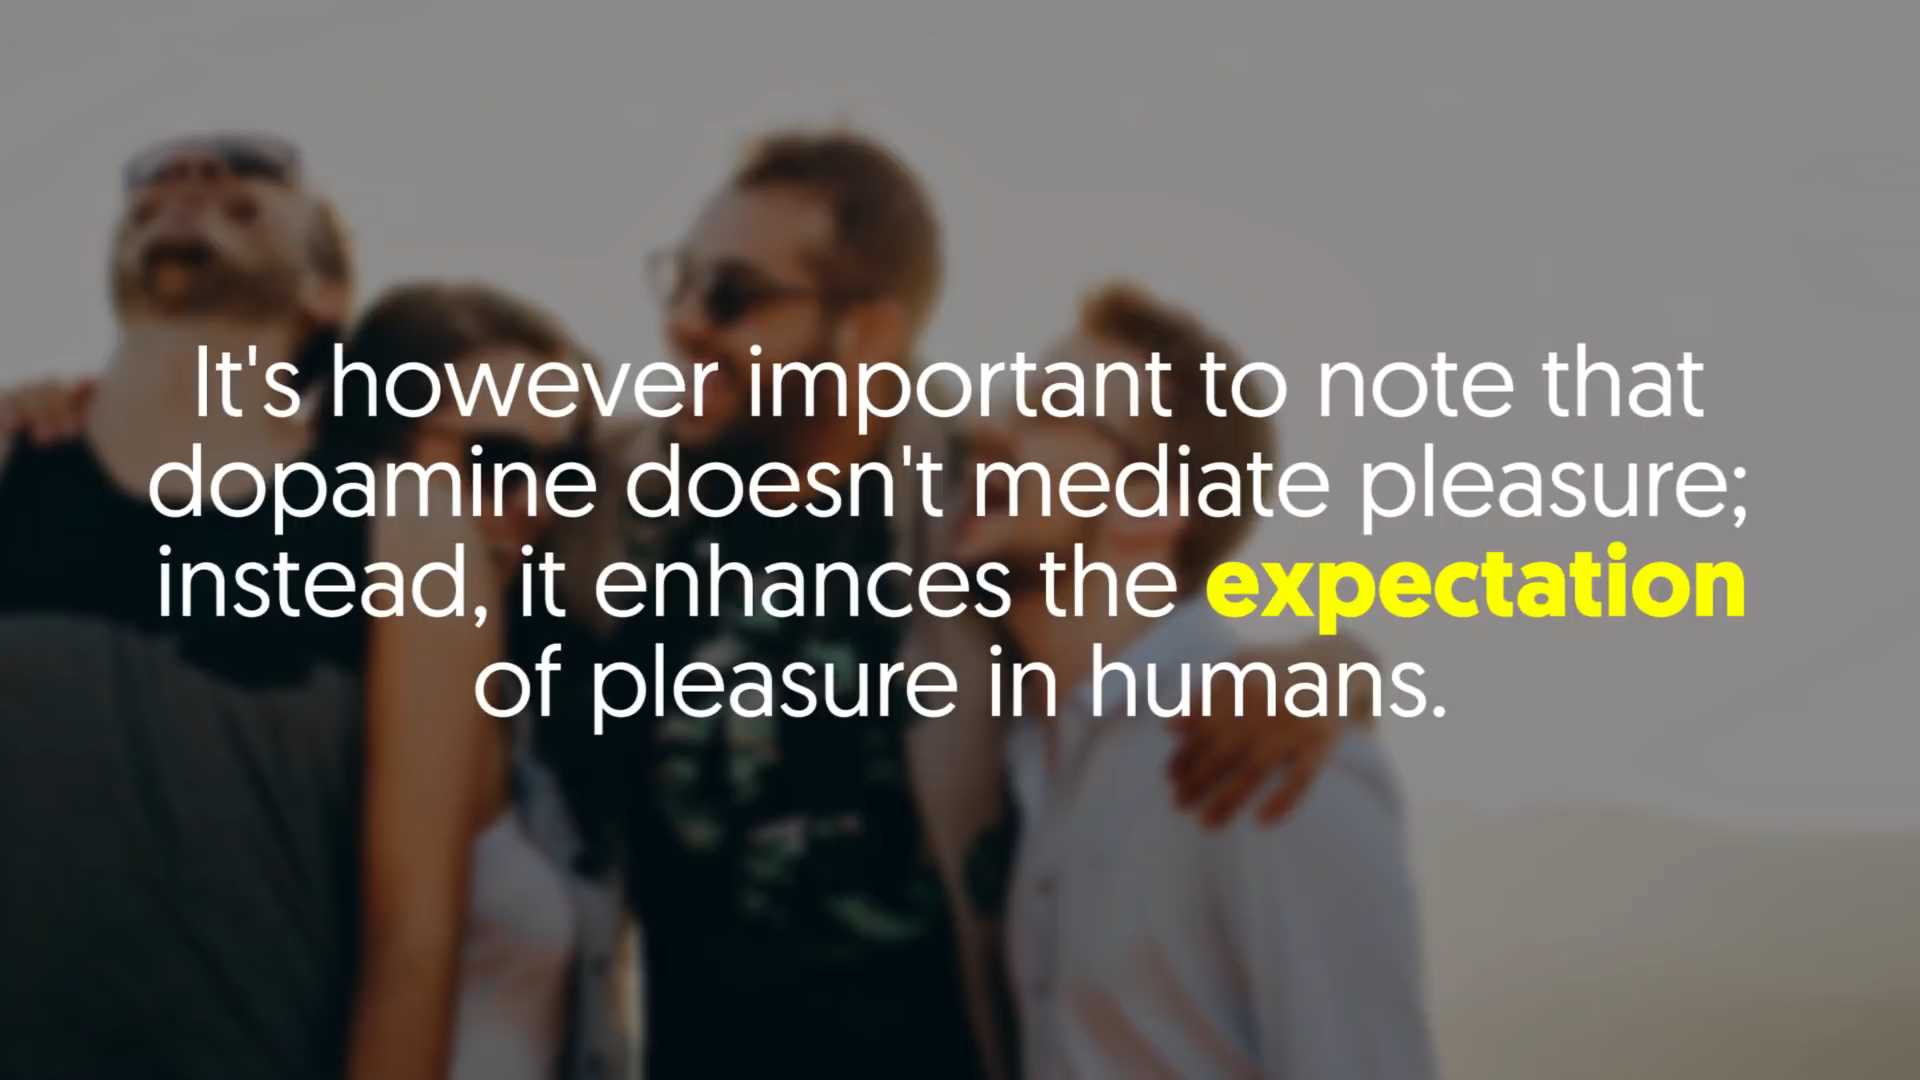 It's however important to note that
dopamine doesn't mediate pleasure;
instead, it enhances the expectation
of pleasure in humans.